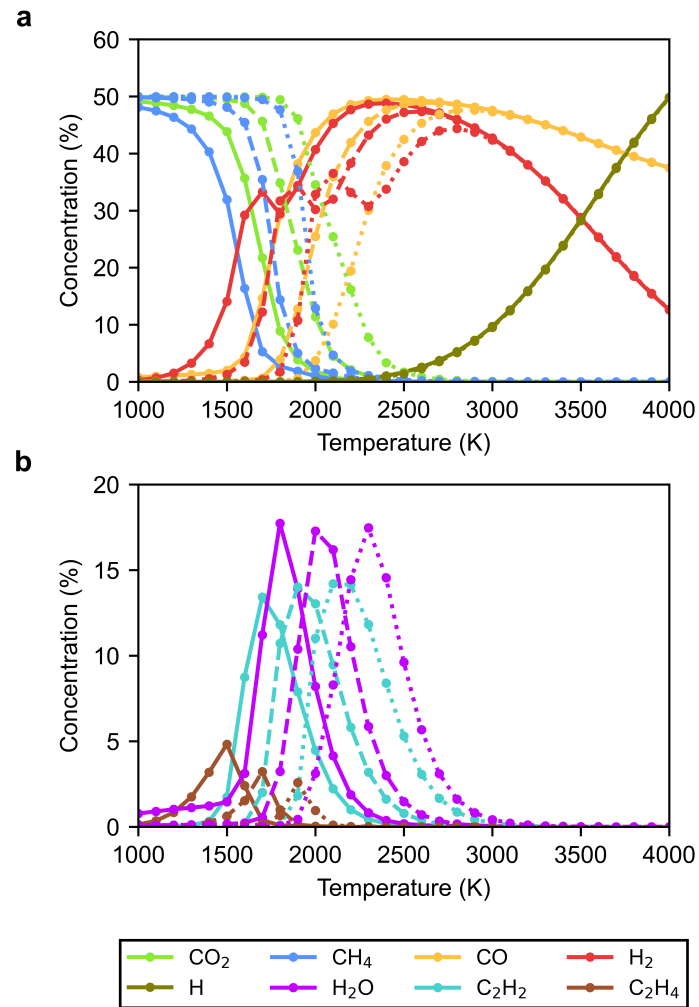 a
60
50
40
30
20
10
0
Concentration (%)
1000 1500 2000 2500 3000 3500 4000
Temperature (K)
b
20
15
10
5
0
Concentration (%)
1000 1500 2000 2500 3000 3500 4000
Temperature (K)
CO₂ CH₄ CO H₂
H H₂O C₂H₂ C₂H₄